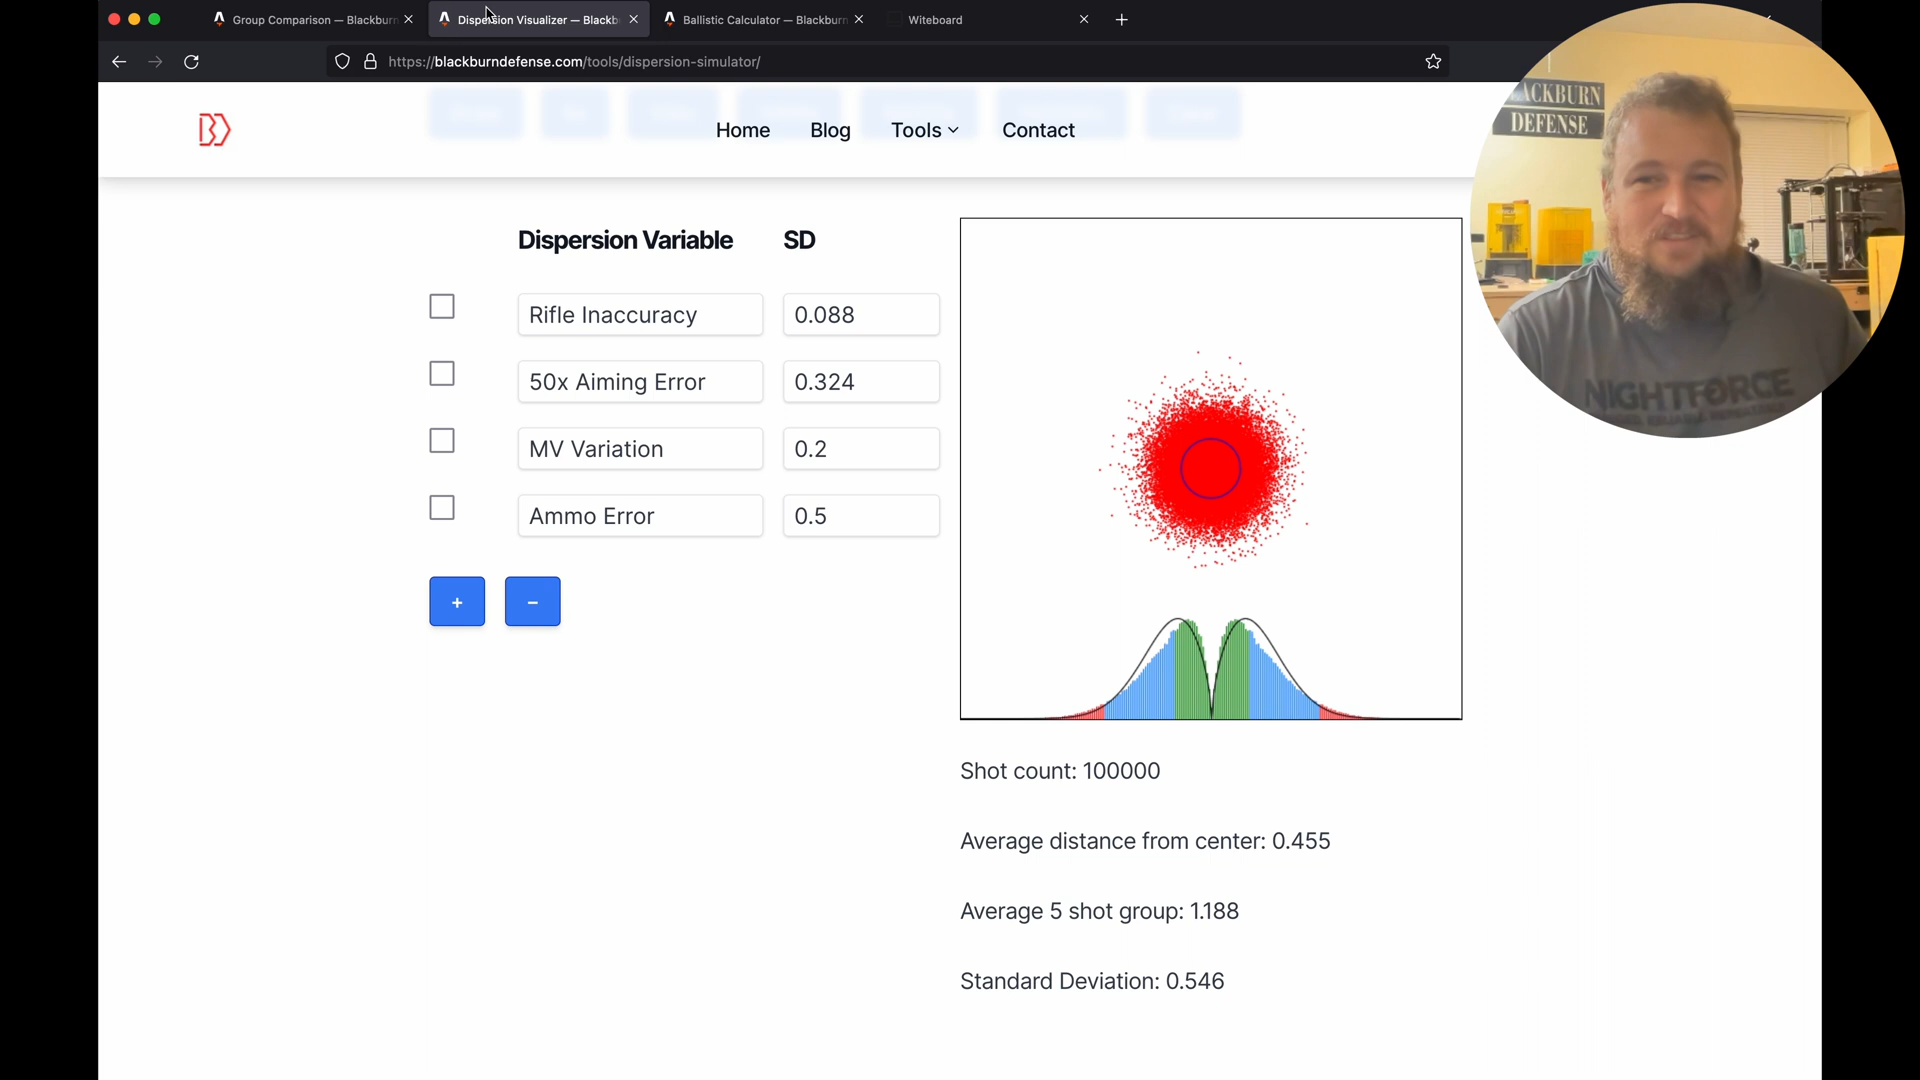 Group Comparison — Blackburn
Dispersion Visualizer — Blackb
Ballistic Calculator — Blackburn
Witeboard
https://blackburndefense.com/tools/dispersion-simulator/
Home
Blog
Tools
Contact
BLACKBURN
DEFENSE
NIGHTFORCE
Dispersion Variable SD
Rifle Inaccuracy 0.088
50x Aiming Error 0.324
MV Variation 0.2
Ammo Error 0.5
+ −
Shot count: 100000
Average distance from center: 0.455
Average 5 shot group: 1.188
Standard Deviation: 0.546